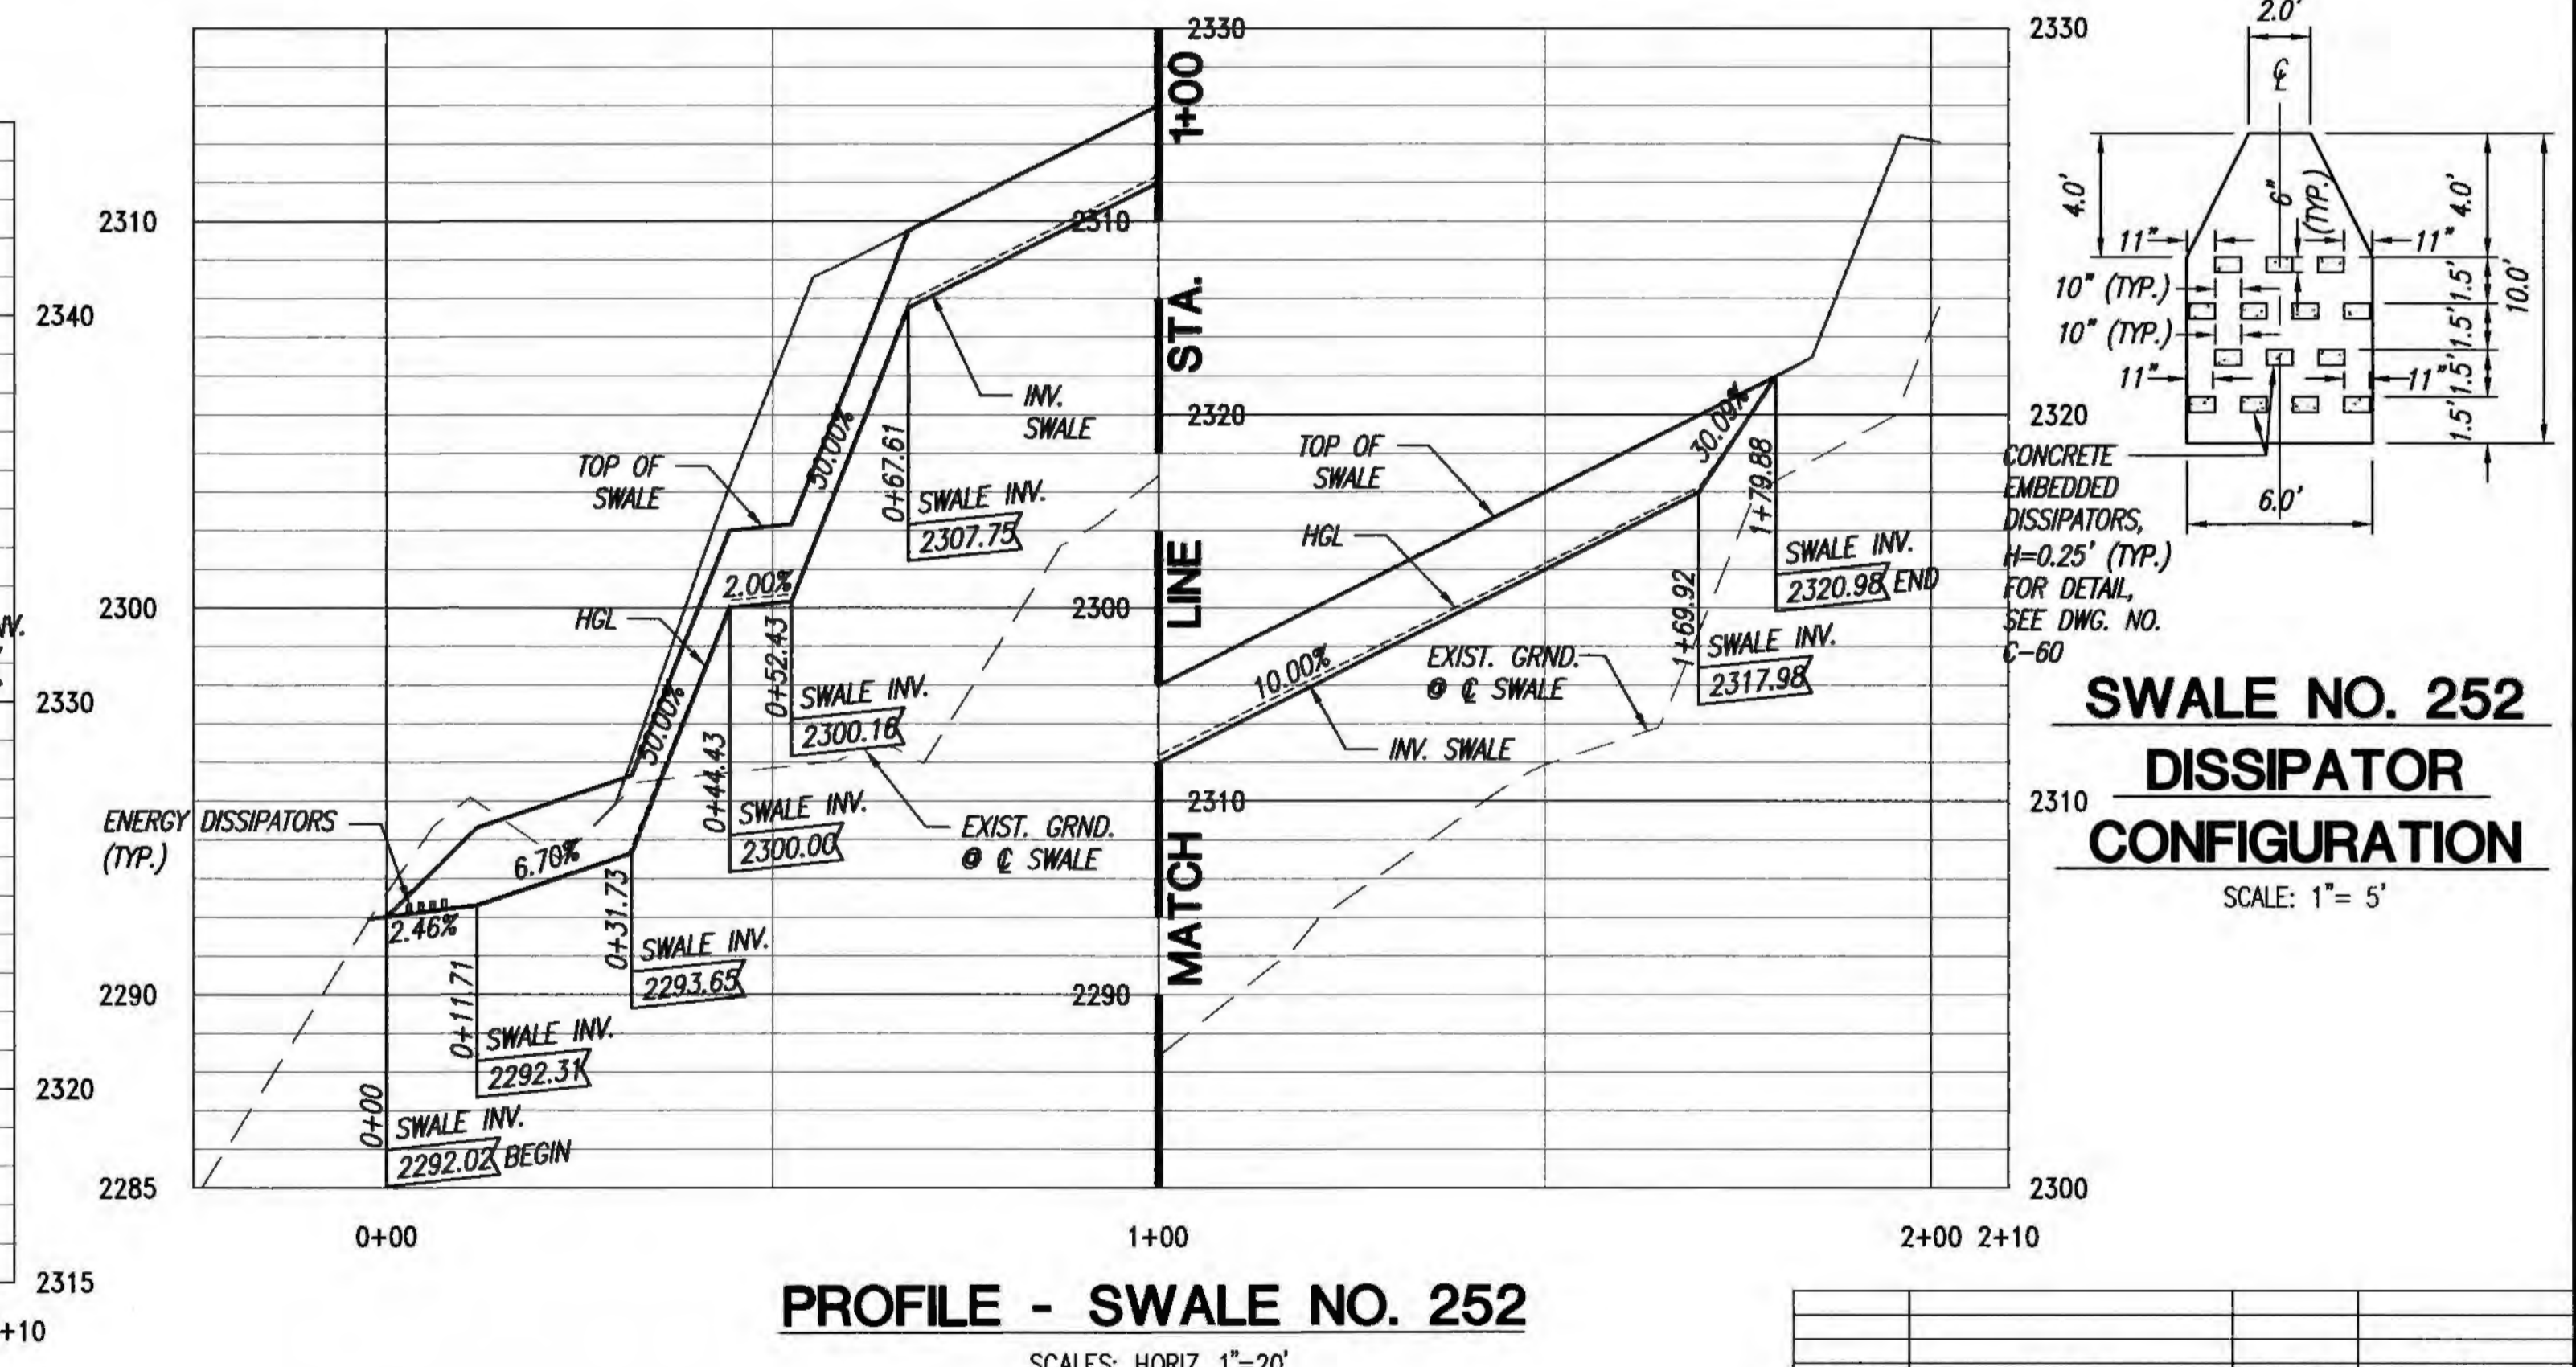 2330
2310
2300
2290
2285
2340
2330
2320
2315
+10
NV.
2330
2310
2300
2290
2320
2310
2330
2320
2310
2300
MATCH LINE STA. 1+00
TOP OF
SWALE
HGL
50.00%
50.00%
2.00%
6.70%
2.46%
ENERGY DISSIPATORS
(TYP.)
INV.
SWALE
EXIST. GRND.
@ ℄ SWALE
0+00
SWALE INV.
2292.02 BEGIN
0+11.71
SWALE INV.
2292.31
0+31.73
SWALE INV.
2293.65
0+44.43
SWALE INV.
2300.00
0+52.43
SWALE INV.
2300.16
0+67.61
SWALE INV.
2307.75
TOP OF
SWALE
HGL
10.00%
30.09%
INV. SWALE
EXIST. GRND.
@ ℄ SWALE
1+69.92
SWALE INV.
2317.98
1+79.88
SWALE INV.
2320.98 END
0+00
1+00
2+00 2+10
PROFILE - SWALE NO. 252
SCALES: HORIZ. 1"=20'
2.0'
℄
4.0'
6"
(TYP.)
4.0'
11"
11"
10" (TYP.)
10" (TYP.)
11"
11"
1.5'
1.5'
1.5'
1.5'
10.0'
6.0'
CONCRETE
EMBEDDED
DISSIPATORS,
H=0.25' (TYP.)
FOR DETAIL,
SEE DWG. NO.
C-60
SWALE NO. 252
DISSIPATOR
CONFIGURATION
SCALE: 1"= 5'